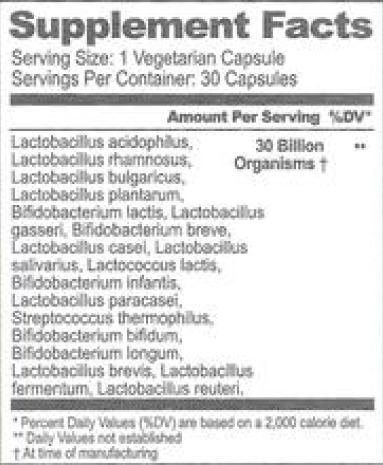 Supplement Facts
Serving Size: 1 Vegetarian Capsule
Servings Per Container: 30 Capsules
Amount Per Serving %DV*
Lactobacillus acidophilus, 30 Billion **
Lactobacillus rhamnosus, Organisms †
Lactobacillus bulgaricus,
Lactobacillus plantarum,
Bifidobacterium lactis, Lactobacillus
gasseri, Bifidobacterium breve,
Lactobacillus casei, Lactobacillus
salivarius, Lactococcus lactis,
Bifidobacterium infantis,
Lactobacillus paracasei,
Streptococcus thermophilus,
Bifidobacterium bifidum,
Bifidobacterium longum,
Lactobacillus brevis, Lactobacillus
fermentum, Lactobacillus reuteri.
* Percent Daily Values (%DV) are based on a 2,000 calorie diet.
** Daily Values not established
† At time of manufacturing